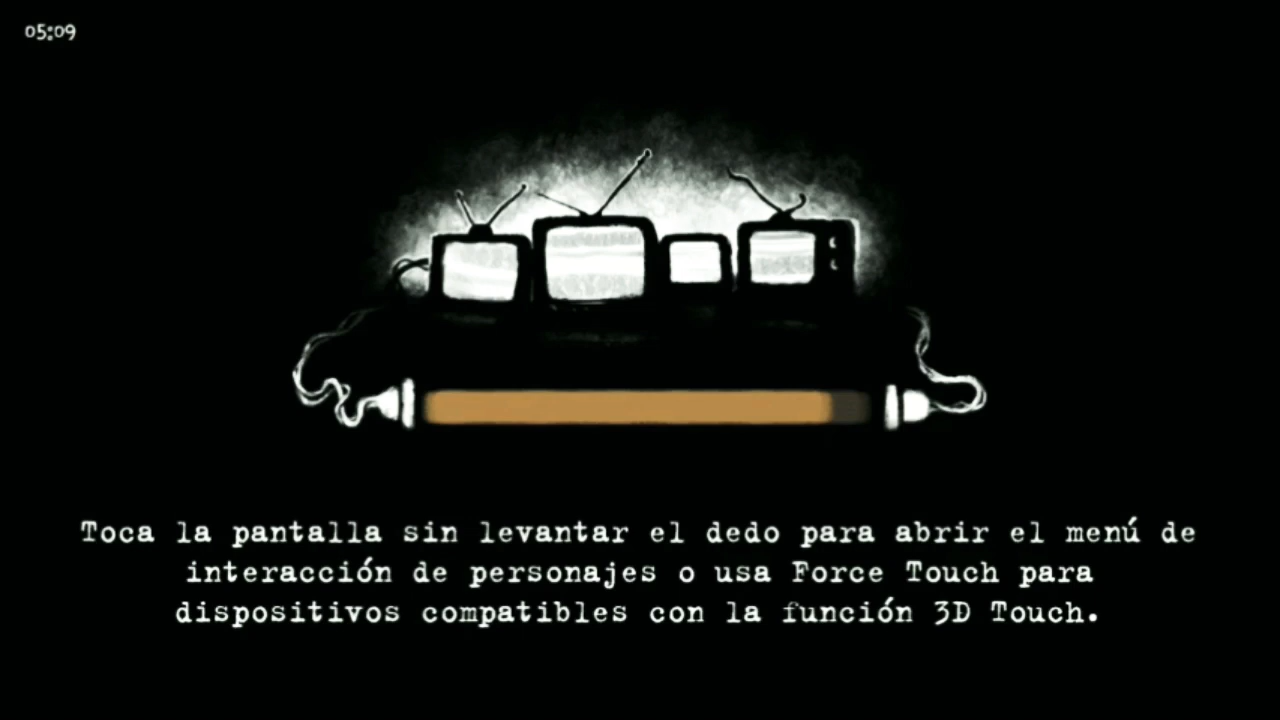 05:09
Toca la pantalla sin levantar el dedo para abrir el menú de
interacción de personajes o usa Force Touch para
dispositivos compatibles con la función 3D Touch.